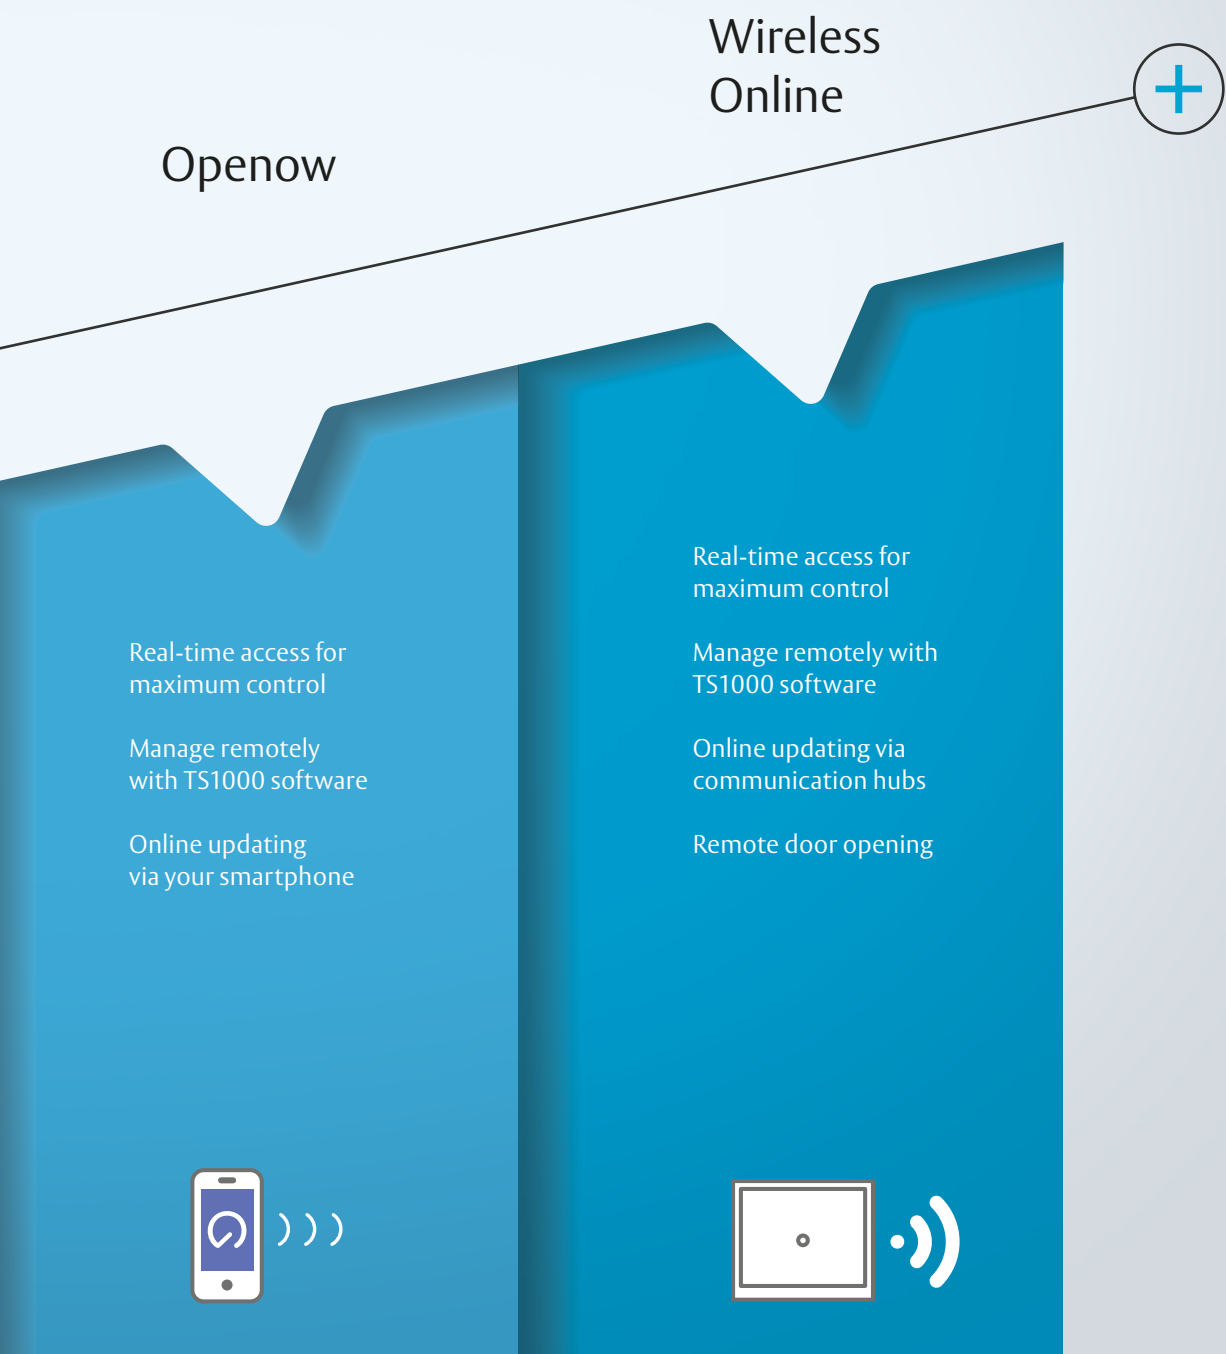 Openow
Real-time access for
maximum control
Manage remotely
with TS1000 software
Online updating
via your smartphone
Wireless
Online
Real-time access for
maximum control
Manage remotely with
TS1000 software
Online updating via
communication hubs
Remote door opening